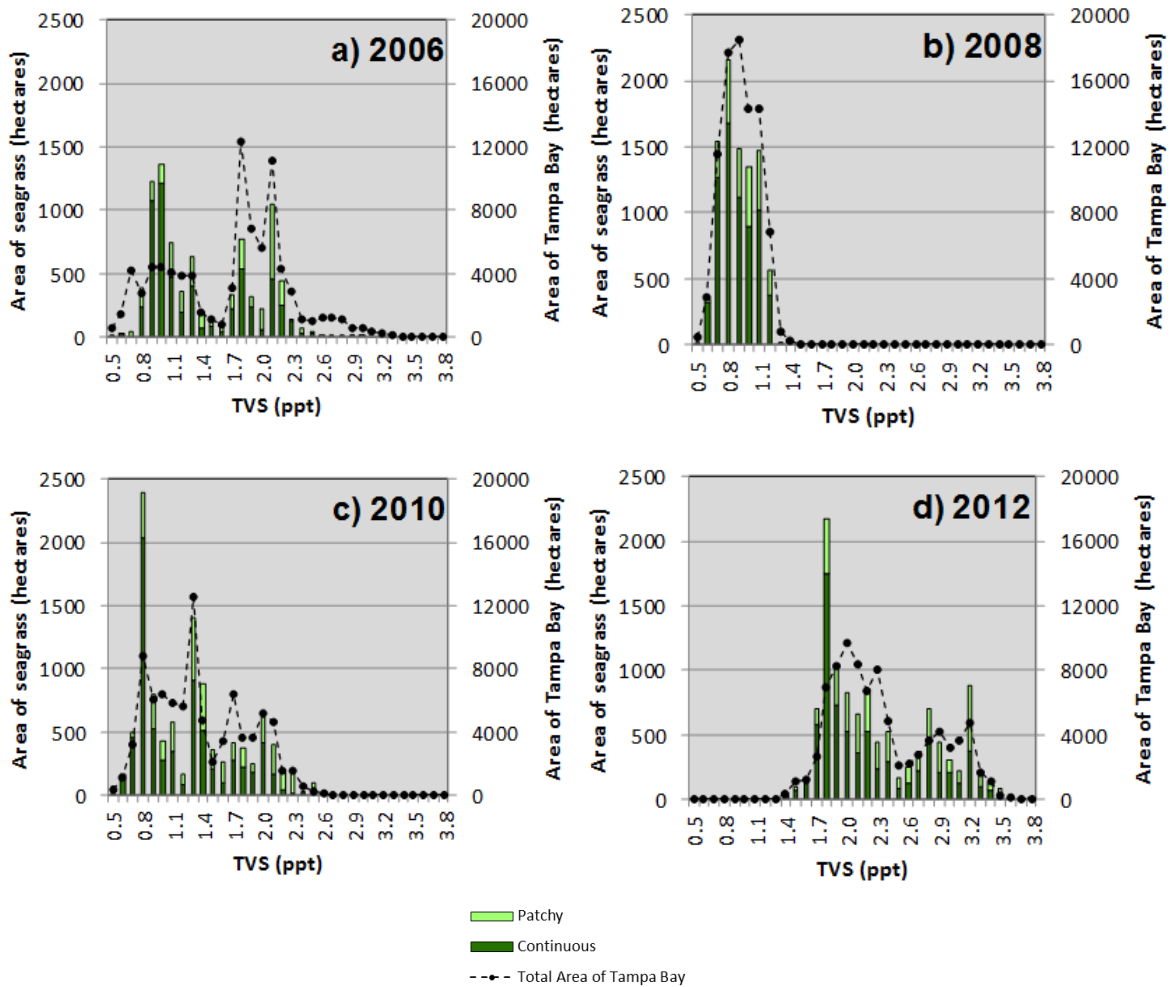 a) 2006
Area of seagrass (hectares)
2500
2000
1500
1000
500
0
20000
16000
12000
8000
4000
0
Area of Tampa Bay (hectares)
0.5 0.8 1.1 1.4 1.7 2.0 2.3 2.6 2.9 3.2 3.5 3.8
TVS (ppt)
b) 2008
Area of seagrass (hectares)
2500
2000
1500
1000
500
0
20000
16000
12000
8000
4000
0
Area of Tampa Bay (hectares)
0.5 0.8 1.1 1.4 1.7 2.0 2.3 2.6 2.9 3.2 3.5 3.8
TVS (ppt)
c) 2010
Area of seagrass (hectares)
2500
2000
1500
1000
500
0
20000
16000
12000
8000
4000
0
Area of Tampa Bay (hectares)
0.5 0.8 1.1 1.4 1.7 2.0 2.3 2.6 2.9 3.2 3.5 3.8
TVS (ppt)
d) 2012
Area of seagrass (hectares)
2500
2000
1500
1000
500
0
20000
16000
12000
8000
4000
0
Area of Tampa Bay (hectares)
0.5 0.8 1.1 1.4 1.7 2.0 2.3 2.6 2.9 3.2 3.5 3.8
TVS (ppt)
Patchy
Continuous
Total Area of Tampa Bay